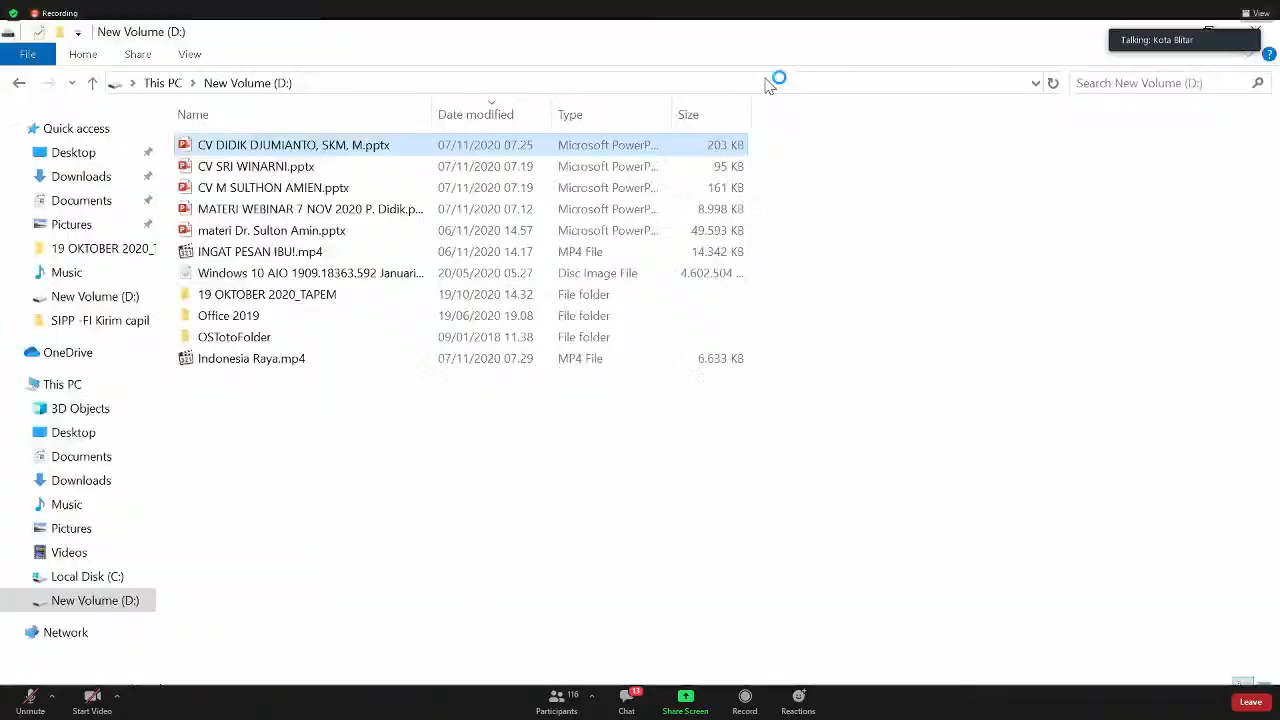 Recording
View
New Volume (D:)
Talking: Kota Blitar
File Home Share View
This PC > New Volume (D:)
Search New Volume (D:)
Name Date modified Type Size
Quick access
Desktop
Downloads
Documents
Pictures
19 OKTOBER 2020_
Music
New Volume (D:)
SIPP -FI Kirim capil
OneDrive
This PC
3D Objects
Desktop
Documents
Downloads
Music
Pictures
Videos
Local Disk (C:)
New Volume (D:)
Network
CV DIDIK DJUMIANTO, SKM, M.pptx 07/11/2020 07.25 Microsoft PowerP... 203 KB
CV SRI WINARNI.pptx 07/11/2020 07.19 Microsoft PowerP... 95 KB
CV M SULTHON AMIEN.pptx 07/11/2020 07.19 Microsoft PowerP... 161 KB
MATERI WEBINAR 7 NOV 2020 P. Didik.p... 07/11/2020 07.12 Microsoft PowerP... 8.998 KB
materi Dr. Sulton Amin.pptx 06/11/2020 14.57 Microsoft PowerP... 49.593 KB
INGAT PESAN IBU!.mp4 06/11/2020 14.17 MP4 File 14.342 KB
Windows 10 AIO 1909.18363.592 Januari... 20/05/2020 05.27 Disc Image File 4.602.504 ...
19 OKTOBER 2020_TAPEM 19/10/2020 14.32 File folder
Office 2019 19/06/2020 19.08 File folder
OSTotoFolder 09/01/2018 11.38 File folder
Indonesia Raya.mp4 07/11/2020 07.29 MP4 File 6.633 KB
Unmute
Start Video
116
Participants
13
Chat
Share Screen
Record
Reactions
Leave